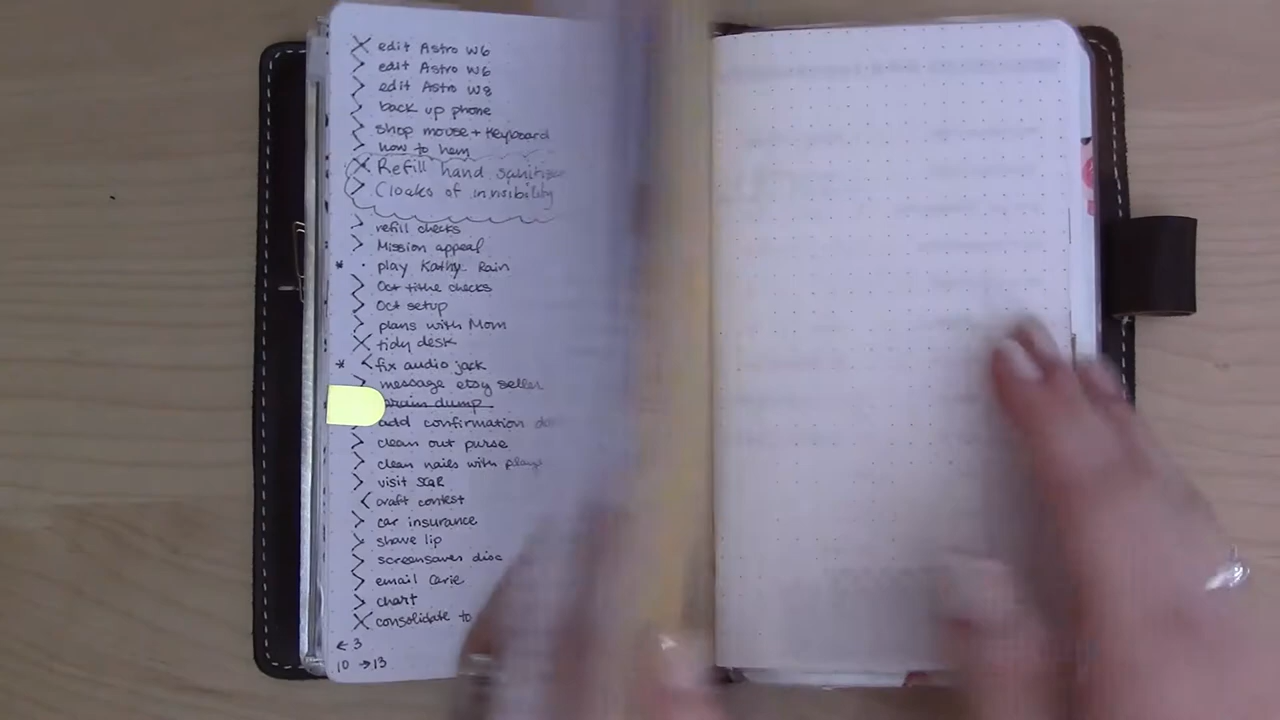 X edit Astro W6
> edit Astro W6
> edit Astro W8
> back up phone
> shop mouse + keyboard
> how to hem
X Refill hand sanitizer
> Cloaks of invisibility
> refill checks
> Mission appeal
* · play Kathy Rain
> Oct tithe checks
> Oct setup
> plans with Mom
X tidy desk
* < fix audio jack
> message etsy seller
brain dump
add confirmation
> clean out purse
> clean nails with
> visit
< craft contest
> car insurance
> shave lip
> screensaver disc
> email Carie
> chart
X consolidate to
← 3
10 → 13